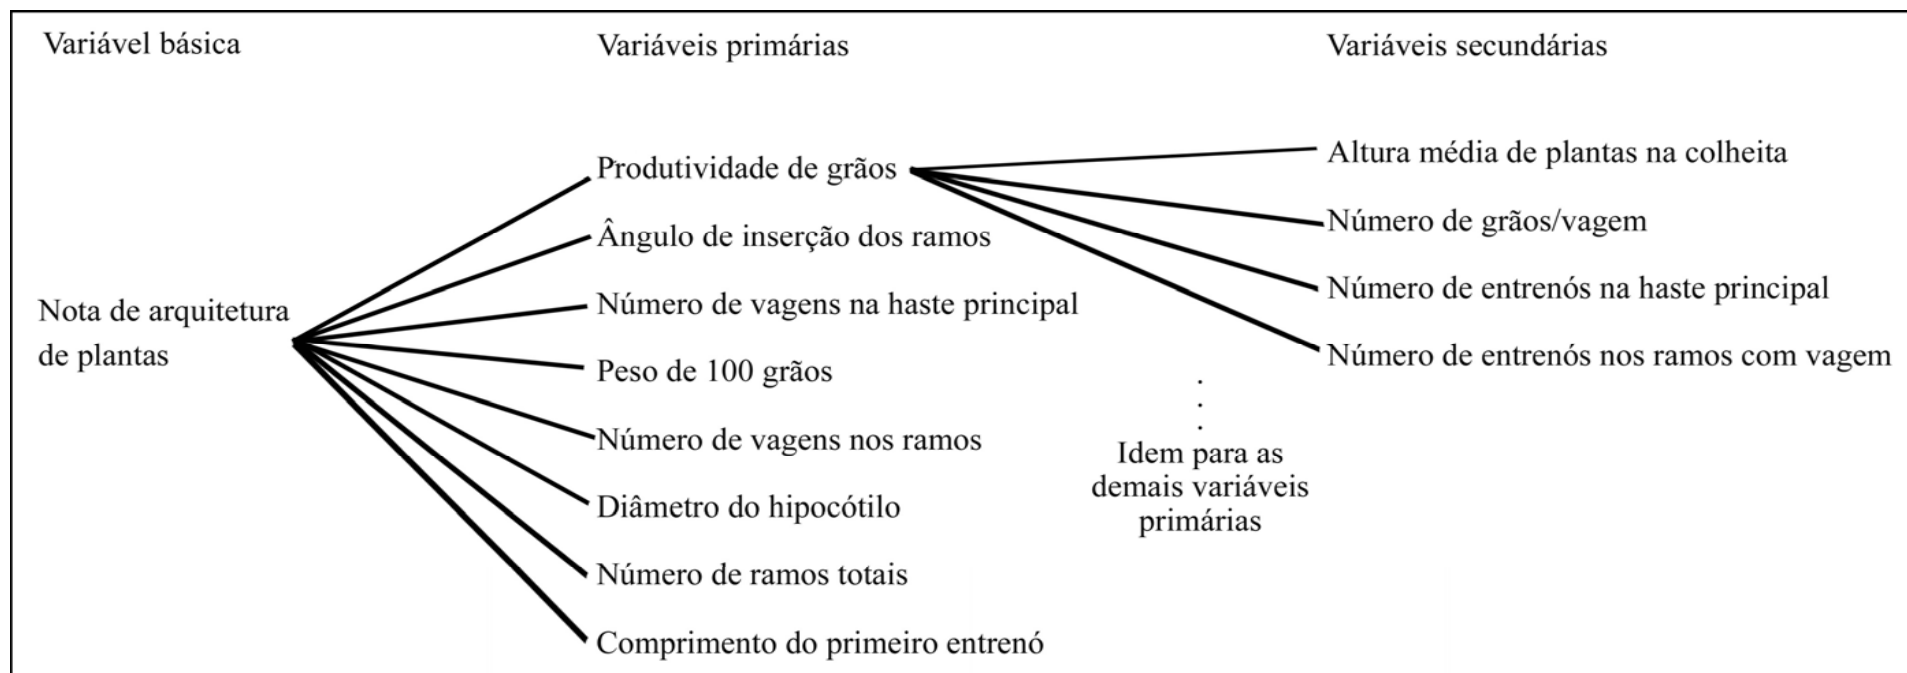 Variável básica
Variáveis primárias
Variáveis secundárias
Nota de arquitetura
de plantas
Produtividade de grãos
Ângulo de inserção dos ramos
Número de vagens na haste principal
Peso de 100 grãos
Número de vagens nos ramos
Diâmetro do hipocótilo
Número de ramos totais
Comprimento do primeiro entrenó
Altura média de plantas na colheita
Número de grãos/vagem
Número de entrenós na haste principal
Número de entrenós nos ramos com vagem
.
.
.
Idem para as
demais variáveis
primárias